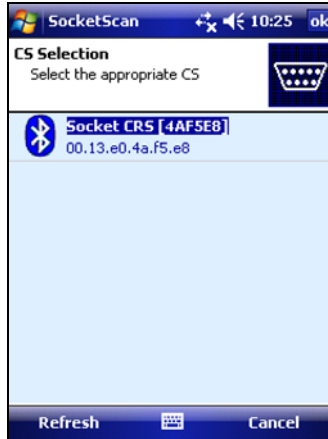 SocketScan 10:25 ok
CS Selection
Select the appropriate CS
Socket CRS [4AF5E8]
00.13.e0.4a.f5.e8
Refresh Cancel